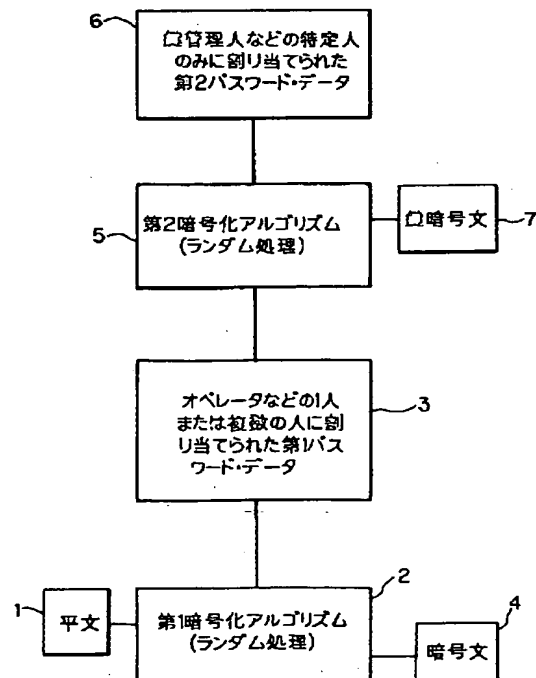 6
管理人などの特定人
のみに割り当てられた
第2パスワード・データ
第2暗号化アルゴリズム
(ランダム処理)
5
暗号文
7
オペレータなどの1人
または複数の人に割
り当てられた第1パス
ワード・データ
3
1
平文
第1暗号化アルゴリズム
(ランダム処理)
2
4
暗号文